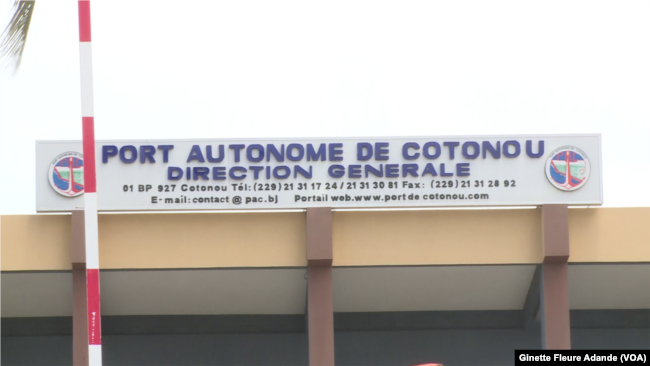 PORT AUTONOME DE COTONOU
DIRECTION GENERALE
01 BP 927 Cotonou Tél: (229) 21 31 17 24 / 21 31 30 81 Fax: (229) 21 31 28 92
E-mail: contact @ pac.bj Portail web.www.port de cotonou.com
Ginette Fleure Adande (VOA)